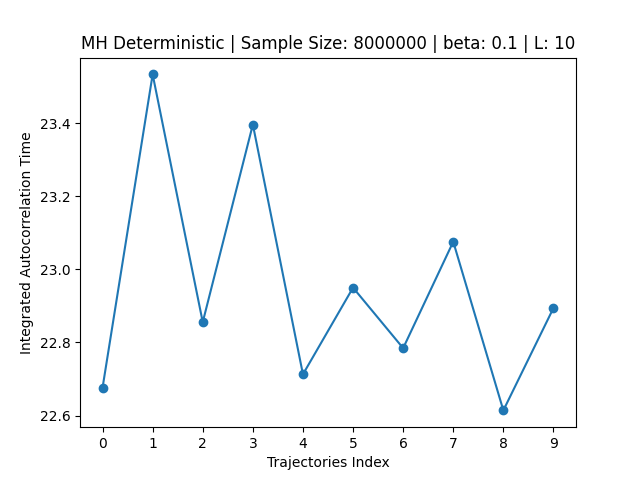 MH Deterministic | Sample Size: 8000000 | beta: 0.1 | L: 10
Integrated Autocorrelation Time
23.4
23.2
23.0
22.8
22.6
0 1 2 3 4 5 6 7 8 9
Trajectories Index